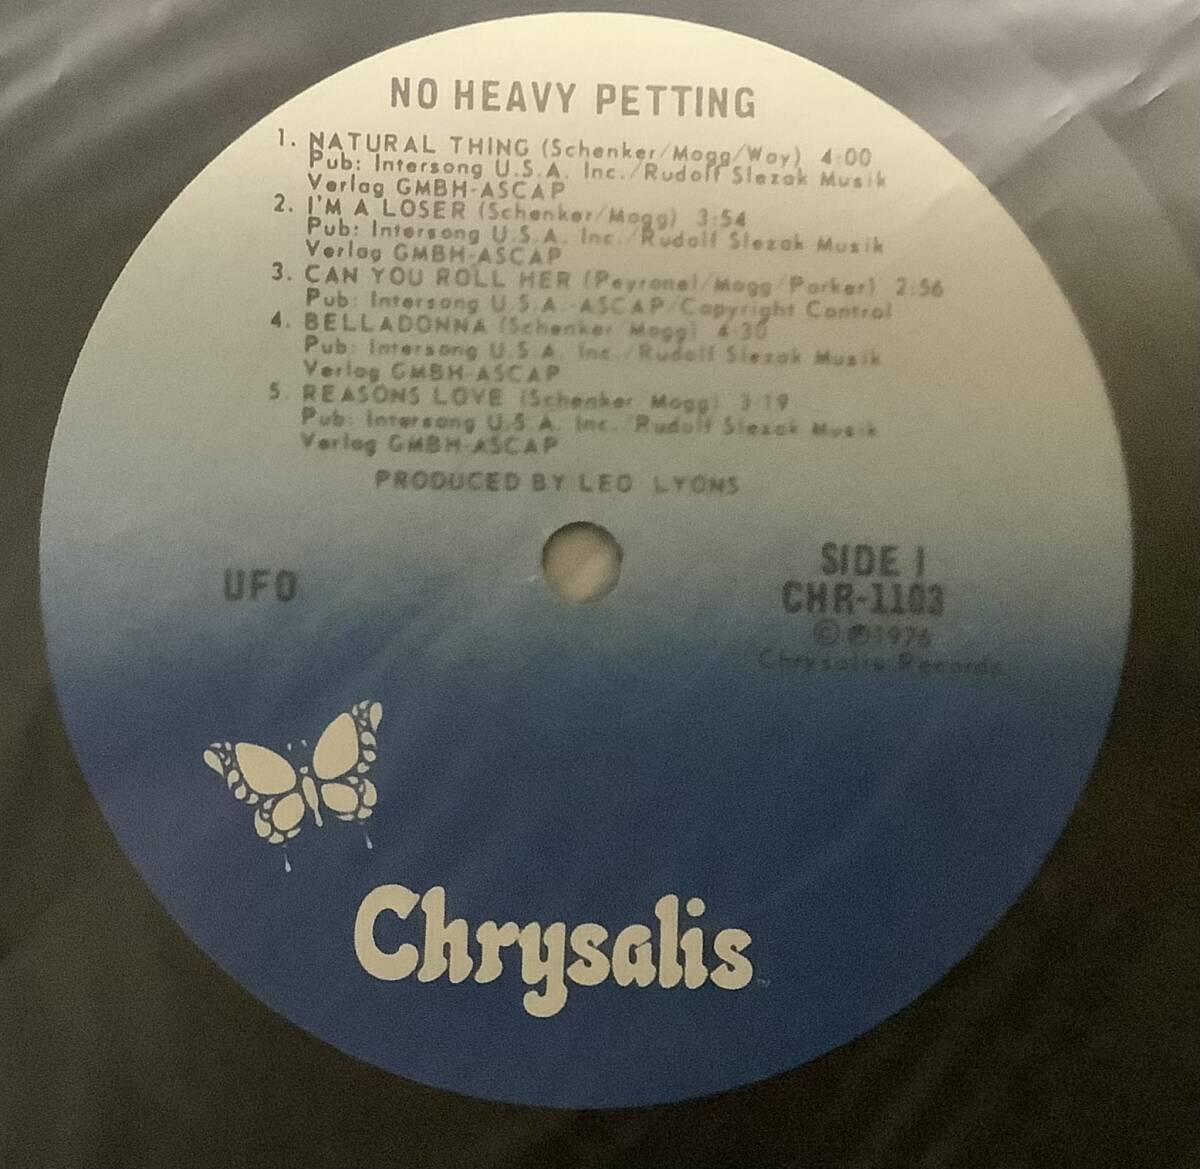 NO HEAVY PETTING
1. NATURAL THING (Schenker/Mogg/Way) 4:00
Pub: Intersong U.S.A. Inc./Rudolf Slezak Musik
Verlag GMBH-ASCAP
2. I'M A LOSER (Schenker/Mogg) 3:54
Pub: Intersong U.S.A. Inc./Rudolf Slezak Musik
Verlag GMBH-ASCAP
3. CAN YOU ROLL HER (Peyronel/Mogg/Parker) 2:56
Pub: Intersong U.S.A.-ASCAP/Copyright Control
4. BELLADONNA (Schenker/Mogg) 4:30
Pub: Intersong U.S.A. Inc./Rudolf Slezak Musik
Verlag GMBH-ASCAP
5. REASONS LOVE (Schenker/Mogg) 3:19
Pub: Intersong U.S.A. Inc./Rudolf Slezak Musik
Verlag GMBH-ASCAP
PRODUCED BY LEO LYONS
UFO
SIDE 1
CHR-1103
© ℗ 1976
Chrysalis Records
Chrysalis™